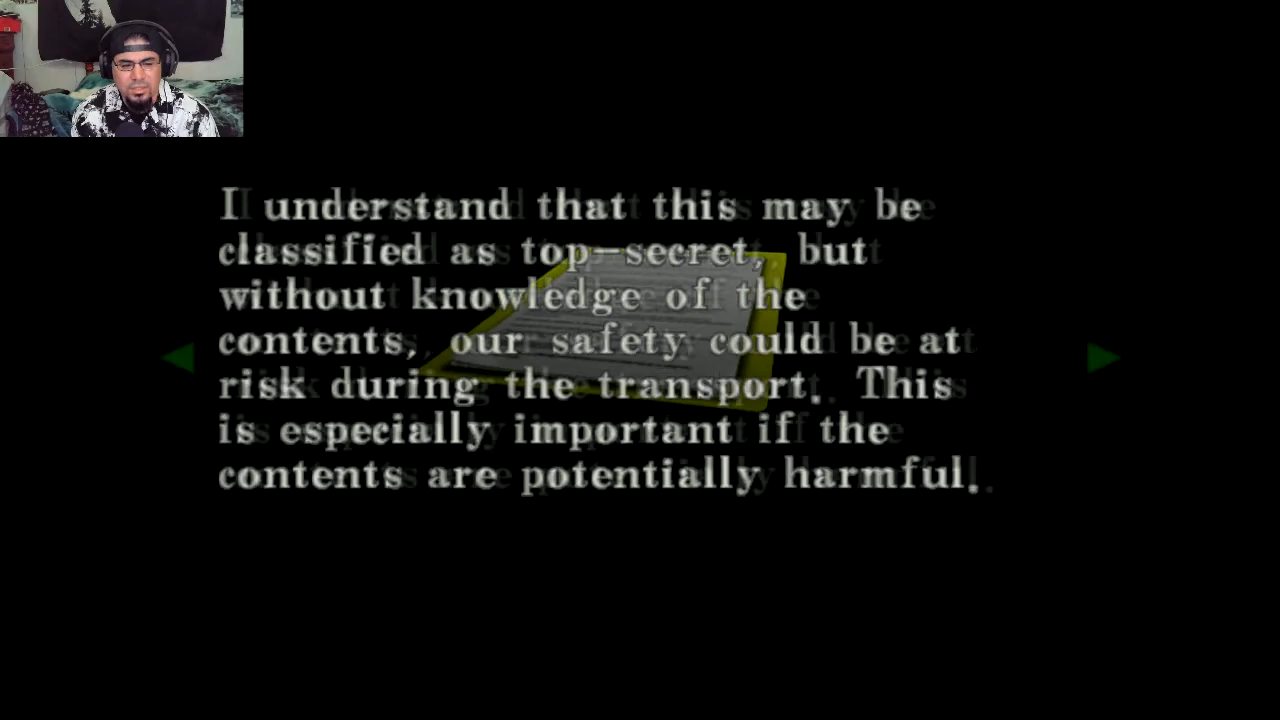 I understand that this may be
classified as top-secret, but
without knowledge of the
contents, our safety could be at
risk during the transport. This
is especially important if the
contents are potentially harmful.